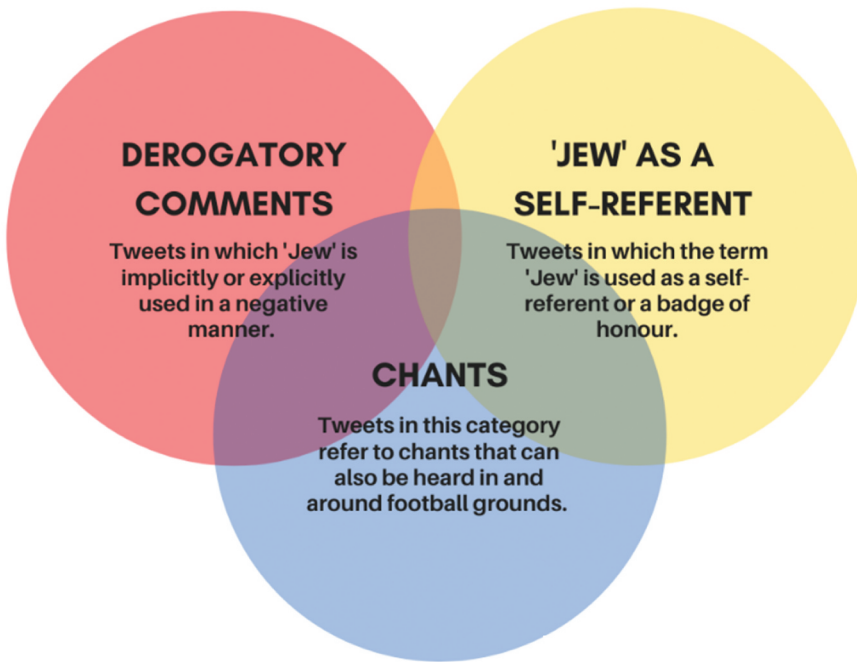 DEROGATORY
COMMENTS
Tweets in which 'Jew' is
implicitly or explicitly
used in a negative
manner.
'JEW' AS A
SELF-REFERENT
Tweets in which the term
'Jew' is used as a self-
referent or a badge of
honour.
CHANTS
Tweets in this category
refer to chants that can
also be heard in and
around football grounds.